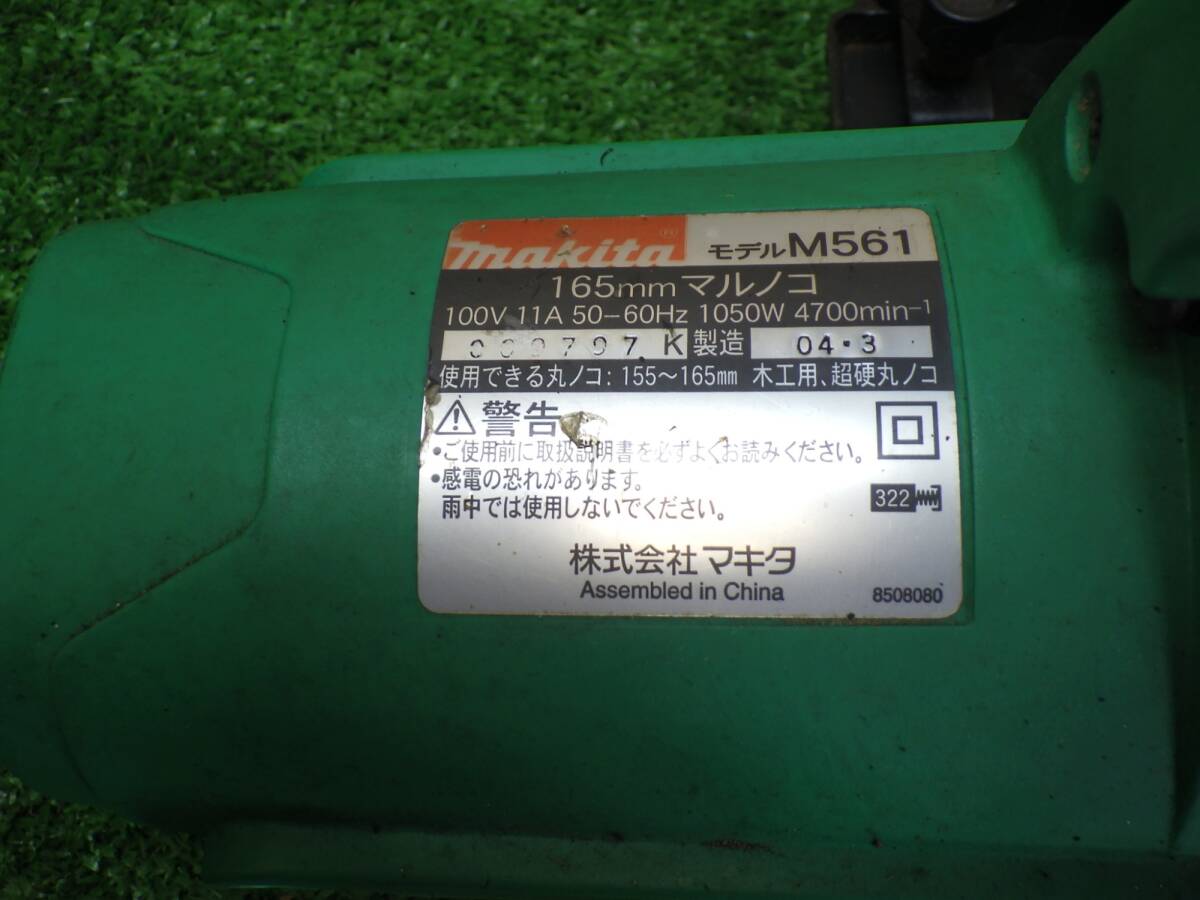 makita® モデルM561
165mm マルノコ
100V 11A 50–60Hz 1050W 4700min-1
K 製造 04・3
使用できる丸ノコ: 155～165mm 木工用、超硬丸ノコ
警告
•ご使用前に取扱説明書を必ずよくお読みください。
•感電の恐れがあります。
雨中では使用しないでください。
322
株式会社マキタ
Assembled in China
8508080